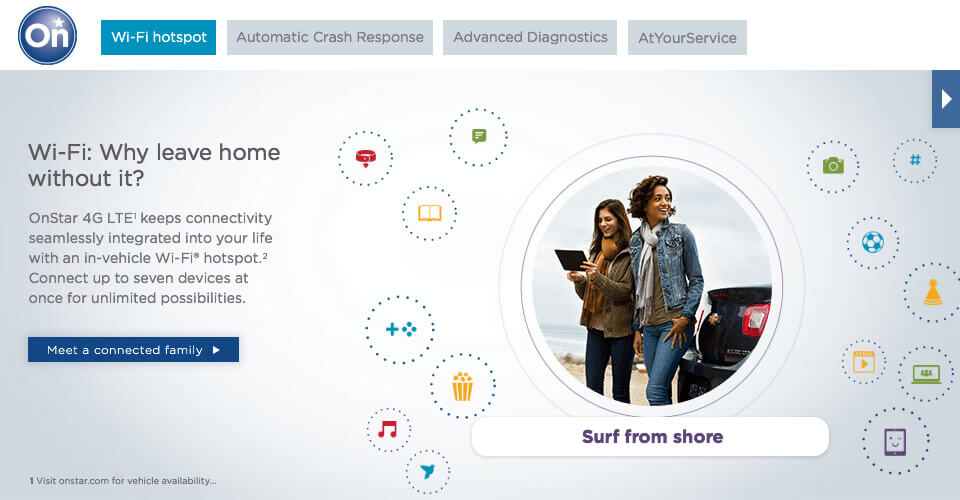 On
Wi-Fi hotspot
Automatic Crash Response
Advanced Diagnostics
AtYourService
Wi-Fi: Why leave home
without it?
OnStar 4G LTE¹ keeps connectivity
seamlessly integrated into your life
with an in-vehicle Wi-Fi® hotspot.²
Connect up to seven devices at
once for unlimited possibilities.
Meet a connected family
#
Surf from shore
1 Visit onstar.com for vehicle availability...